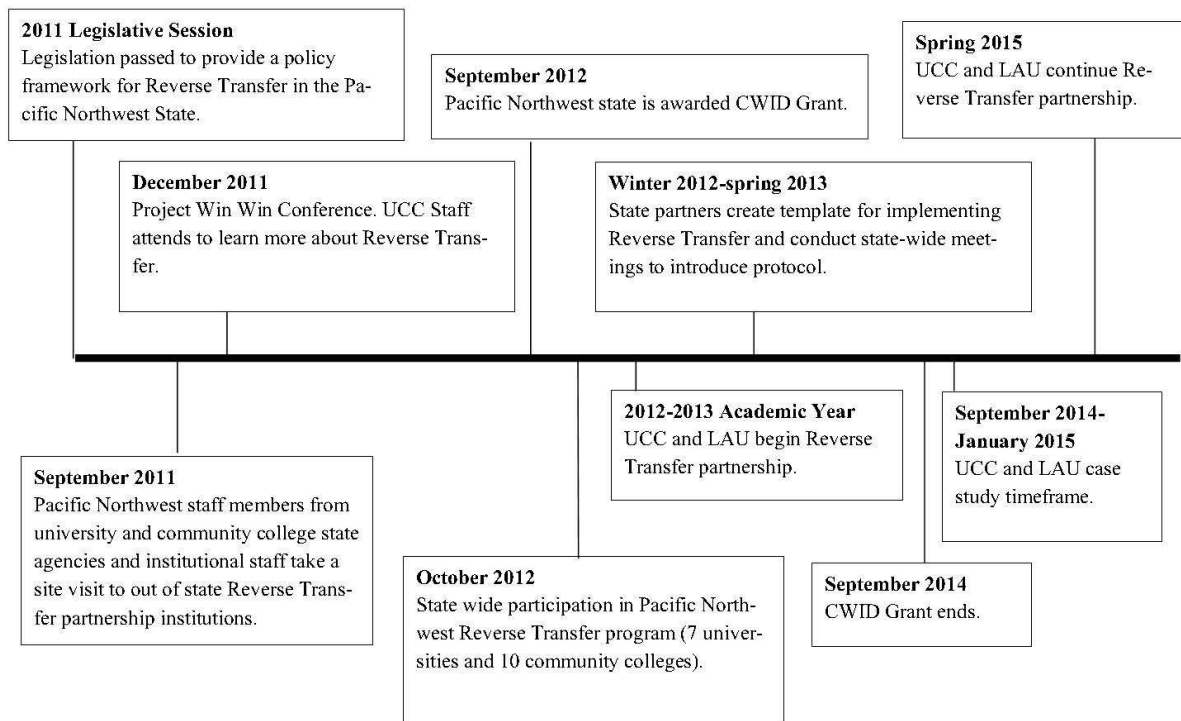 2011 Legislative Session
Legislation passed to provide a policy
framework for Reverse Transfer in the Pa-
cific Northwest State.
September 2012
Pacific Northwest state is awarded CWID Grant.
Spring 2015
UCC and LAU continue Re-
verse Transfer partnership.
December 2011
Project Win Win Conference. UCC Staff
attends to learn more about Reverse Trans-
fer.
Winter 2012-spring 2013
State partners create template for implementing
Reverse Transfer and conduct state-wide meet-
ings to introduce protocol.
September 2011
Pacific Northwest staff members from
university and community college state
agencies and institutional staff take a
site visit to out of state Reverse Trans-
fer partnership institutions.
2012-2013 Academic Year
UCC and LAU begin Reverse
Transfer partnership.
September 2014-
January 2015
UCC and LAU case
study timeframe.
October 2012
State wide participation in Pacific North-
west Reverse Transfer program (7 univer-
sities and 10 community colleges).
September 2014
CWID Grant ends.